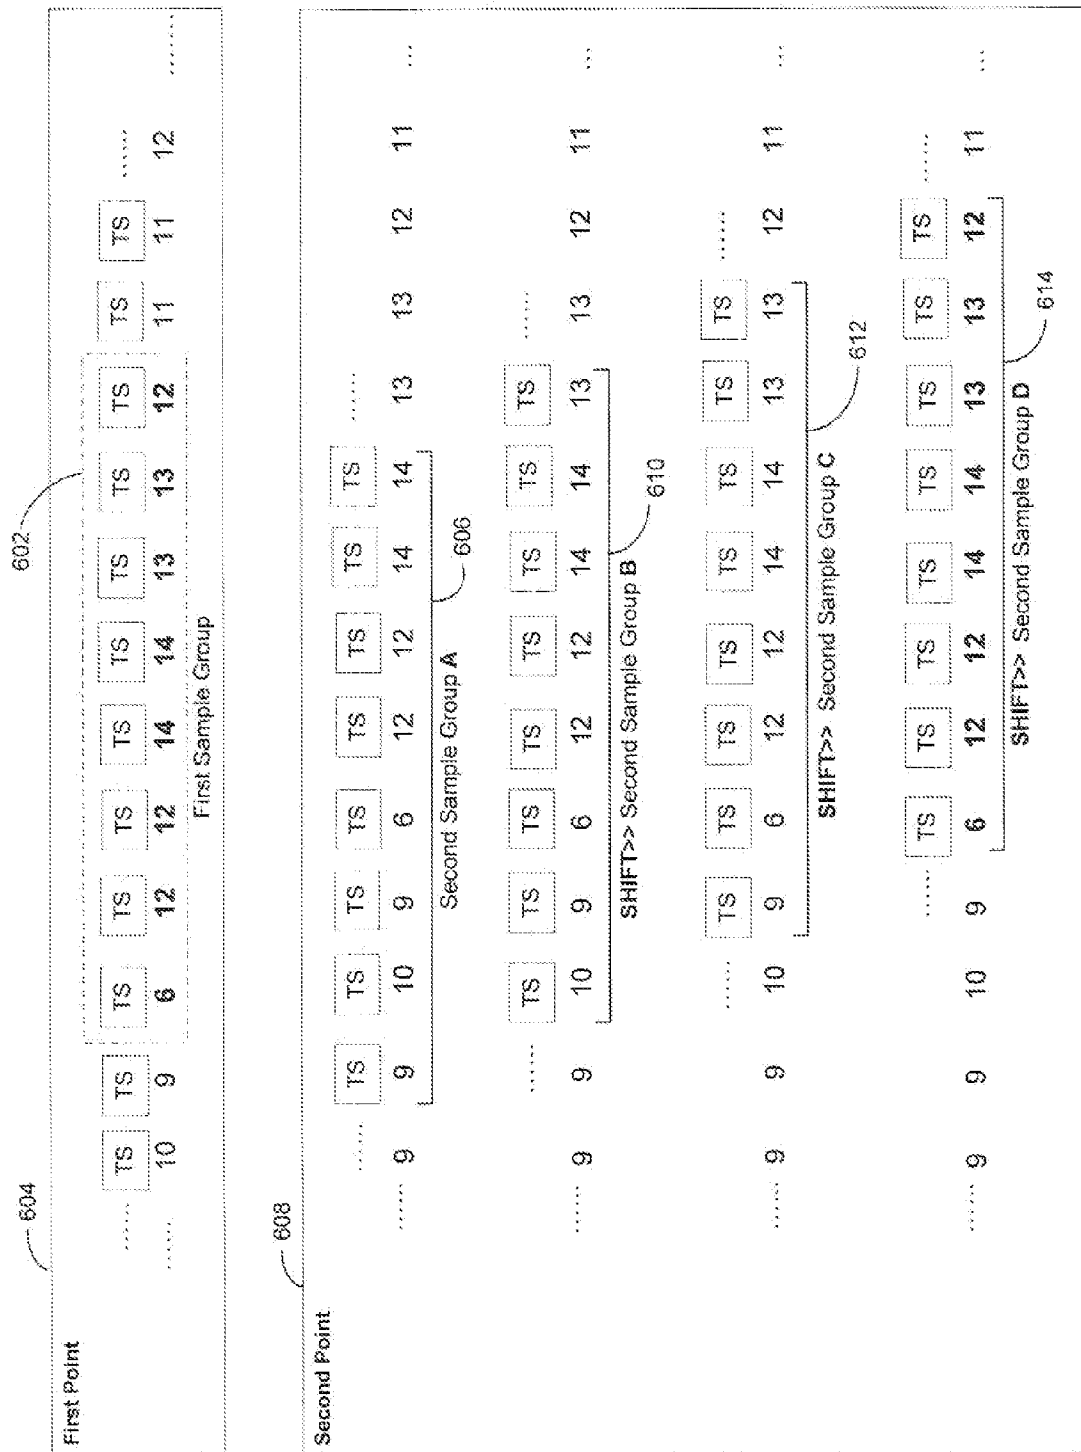 604
602
First Point
...... TS TS TS TS TS TS TS TS TS TS TS TS ......
...... 10 9 6 12 12 14 14 13 13 12 11 11 12 ......
First Sample Group
608
Second Point
...... TS TS TS TS TS TS TS TS ......
...... 9 9 10 9 6 12 12 14 14 13 13 12 11 ...
Second Sample Group A
606
...... TS TS TS TS TS TS TS TS ......
...... 9 9 10 9 6 12 12 14 14 13 13 12 11 ...
SHIFT>> Second Sample Group B
610
...... TS TS TS TS TS TS TS TS ......
...... 9 9 10 9 6 12 12 14 14 13 13 12 11 ...
SHIFT>> Second Sample Group C
612
...... TS TS TS TS TS TS TS TS ......
...... 9 9 10 9 6 12 12 14 14 13 13 12 11 ...
SHIFT>> Second Sample Group D
614